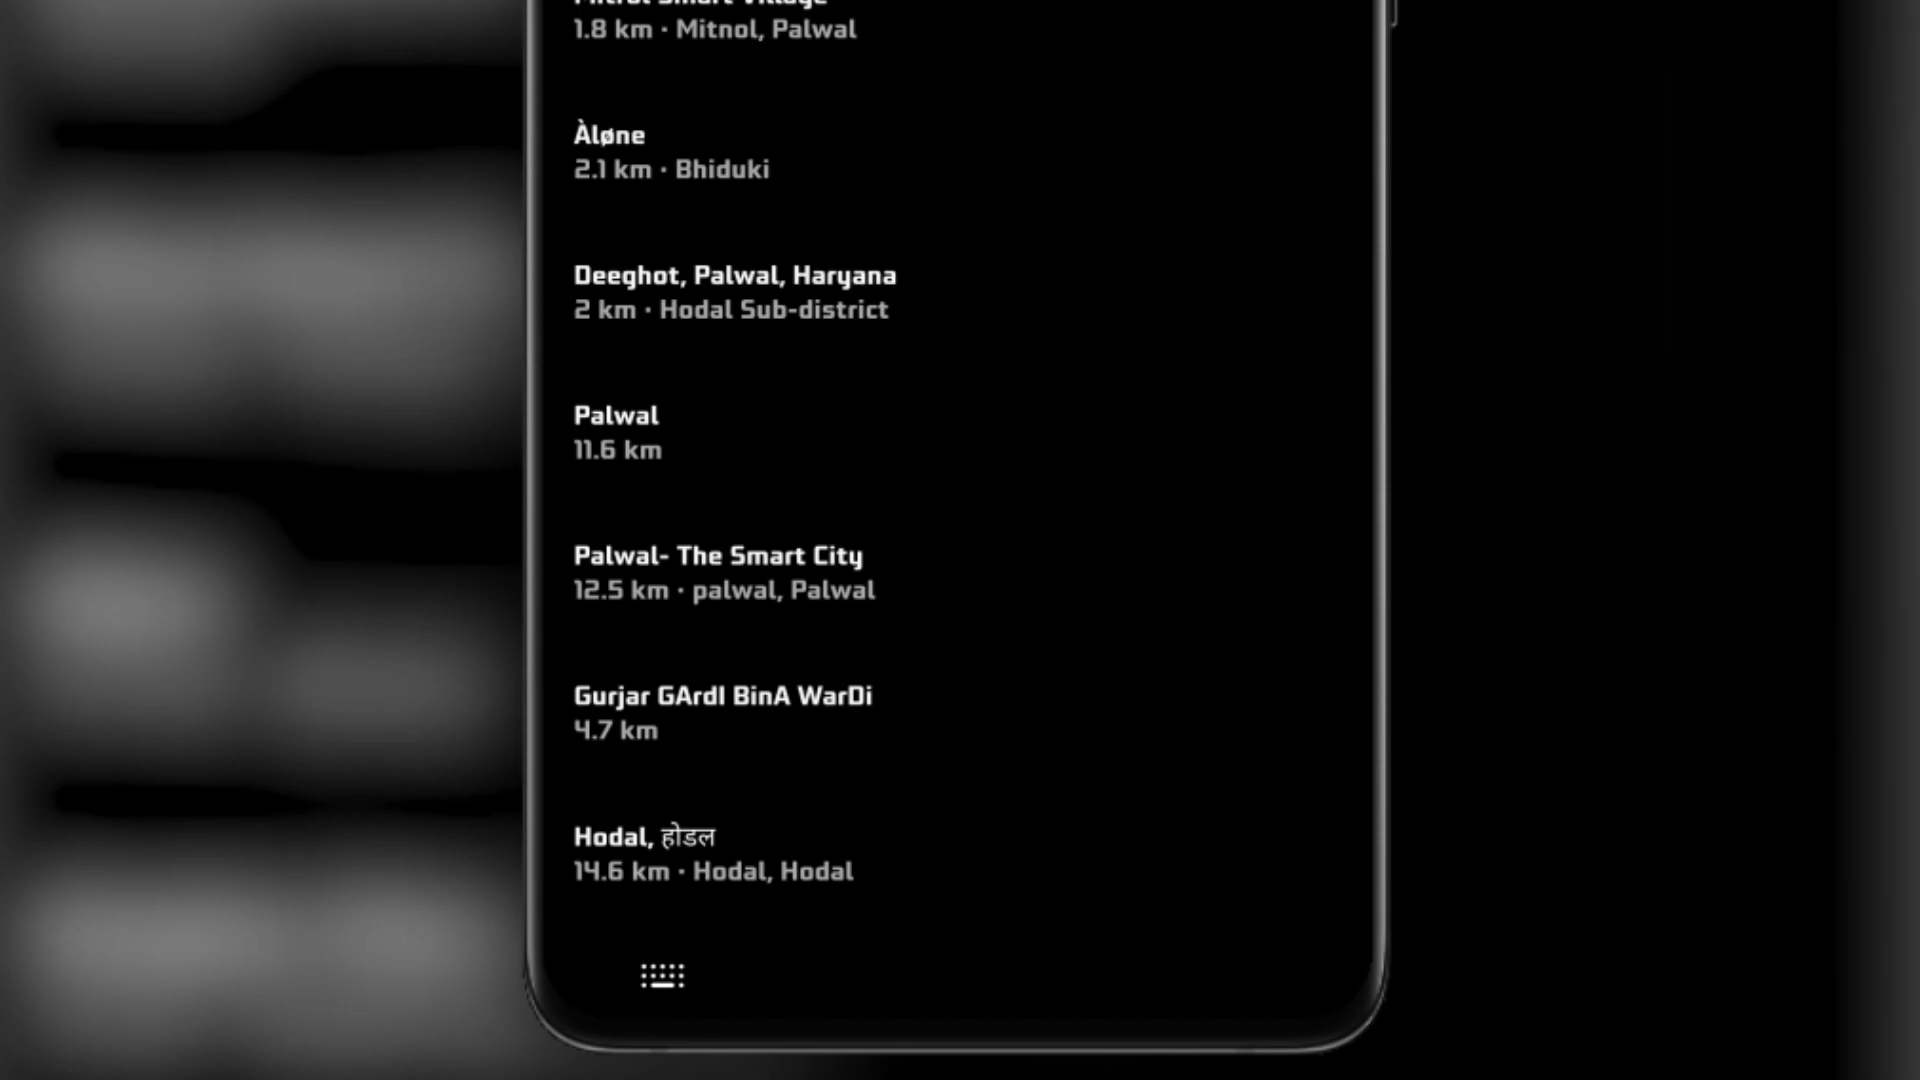 1.8 km · Mitnol, Palwal
Àløne
2.1 km · Bhiduki
Deeghot, Palwal, Haryana
2 km · Hodal Sub-district
Palwal
11.6 km
Palwal- The Smart City
12.5 km · palwal, Palwal
Gurjar GArdI BinA WarDi
4.7 km
Hodal, होडल
14.6 km · Hodal, Hodal